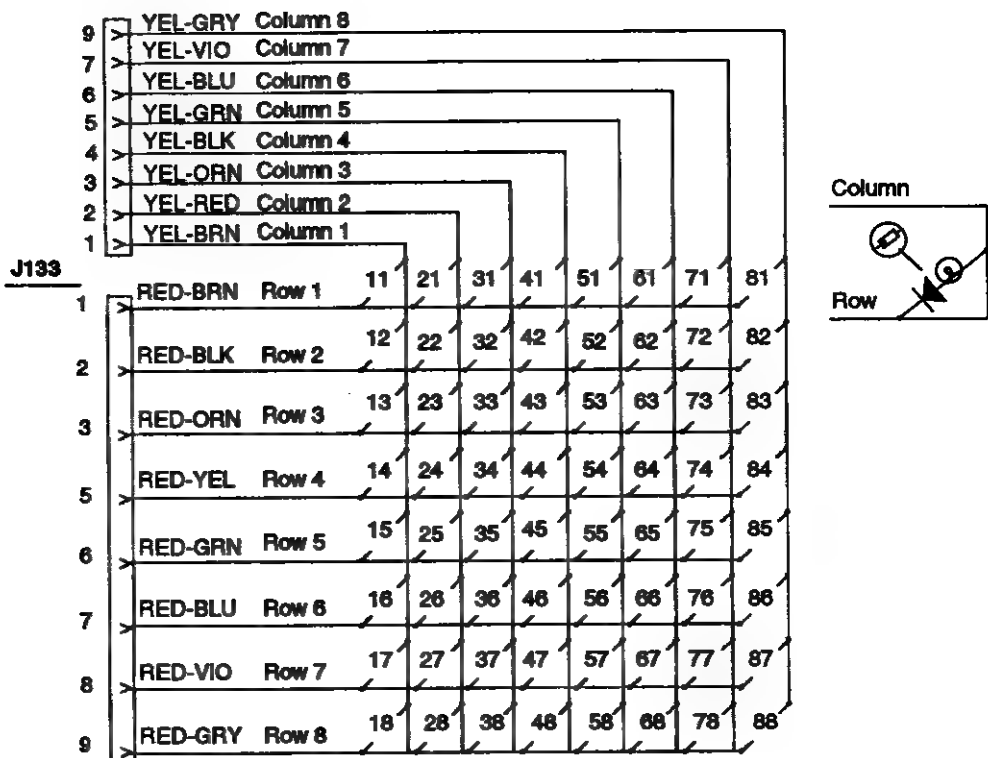 9 YEL-GRY Column 8
7 YEL-VIO Column 7
6 YEL-BLU Column 6
5 YEL-GRN Column 5
4 YEL-BLK Column 4
3 YEL-ORN Column 3
2 YEL-RED Column 2
1 YEL-BRN Column 1
J133
1 RED-BRN Row 1 11 21 31 41 51 61 71 81
2 RED-BLK Row 2 12 22 32 42 52 62 72 82
3 RED-ORN Row 3 13 23 33 43 53 63 73 83
5 RED-YEL Row 4 14 24 34 44 54 64 74 84
6 RED-GRN Row 5 15 25 35 45 55 65 75 85
7 RED-BLU Row 6 16 26 36 46 56 66 76 86
8 RED-VIO Row 7 17 27 37 47 57 67 77 87
9 RED-GRY Row 8 18 28 38 48 58 68 78 88
Column
Row